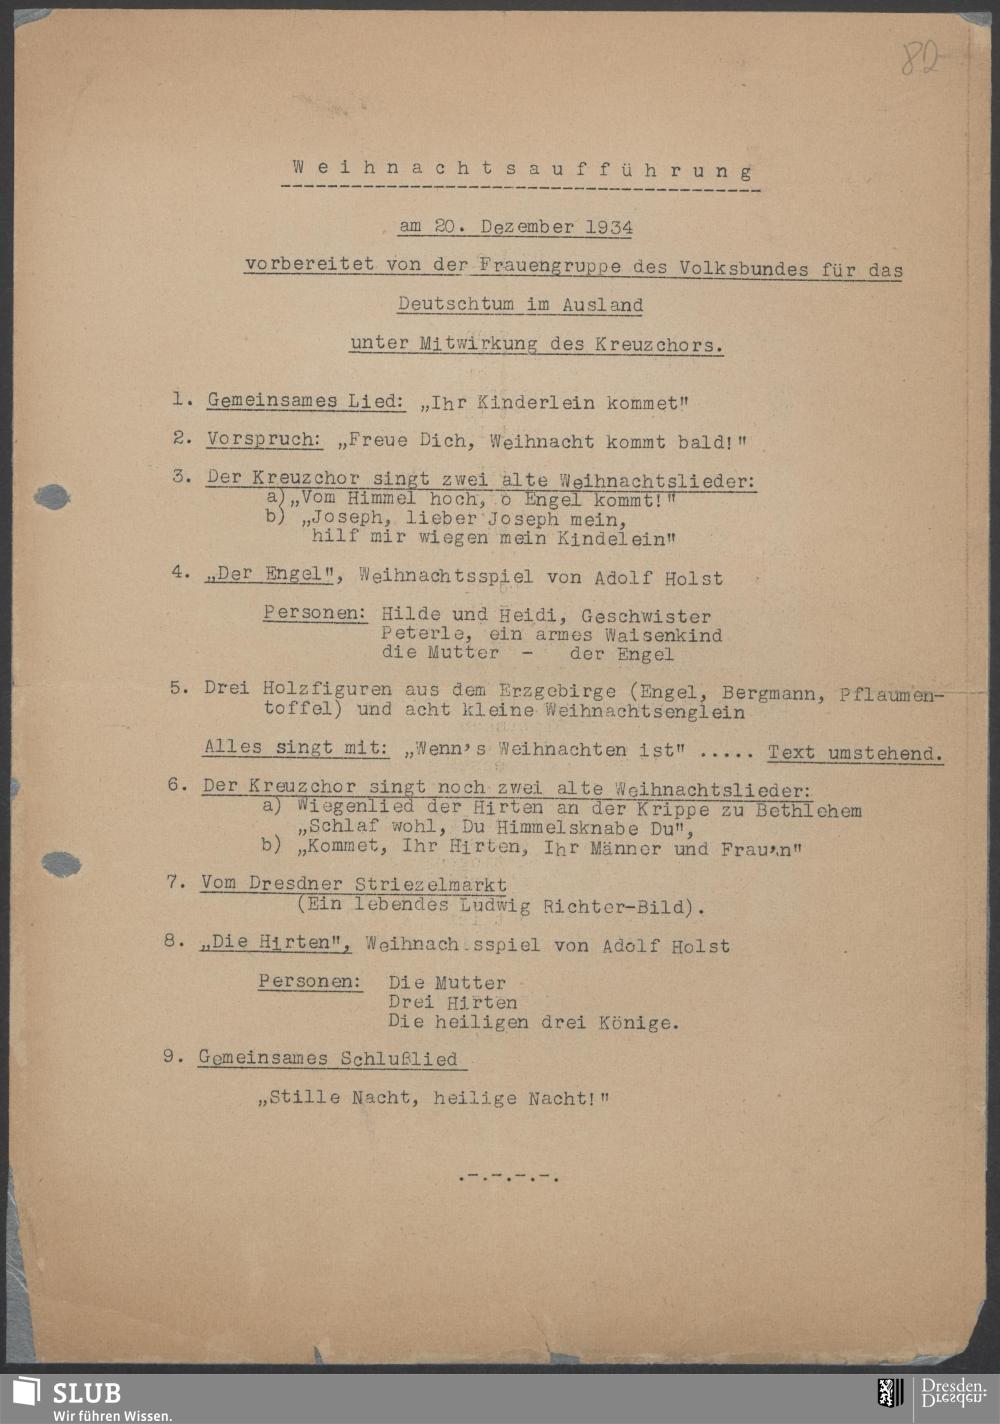 82
Weihnachtsaufführung
am 20. Dezember 1934
vorbereitet von der Frauengruppe des Volksbundes für das
Deutschtum im Ausland
unter Mitwirkung des Kreuzchors.
1. Gemeinsames Lied: „Ihr Kinderlein kommet"
2. Vorspruch: „Freue Dich, Weihnacht kommt bald!"
3. Der Kreuzchor singt zwei alte Weihnachtslieder:
a) „Vom Himmel hoch, o Engel kommt!"
b) „Joseph, lieber Joseph mein,
hilf mir wiegen mein Kindelein"
4. „Der Engel", Weihnachtsspiel von Adolf Holst
Personen: Hilde und Heidi, Geschwister
Peterle, ein armes Waisenkind
die Mutter - der Engel
5. Drei Holzfiguren aus dem Erzgebirge (Engel, Bergmann, Pflaumen-
toffel) und acht kleine Weihnachtsenglein
Alles singt mit: „Wenn's Weihnachten ist" ..... Text umstehend.
6. Der Kreuzchor singt noch zwei alte Weihnachtslieder:
a) Wiegenlied der Hirten an der Krippe zu Bethlehem
„Schlaf wohl, Du Himmelsknabe Du",
b) „Kommet, Ihr Hirten, Ihr Männer und Frau'n"
7. Vom Dresdner Striezelmarkt
(Ein lebendes Ludwig Richter-Bild).
8. „Die Hirten", Weihnachtsspiel von Adolf Holst
Personen: Die Mutter
Drei Hirten
Die heiligen drei Könige.
9. Gemeinsames Schlußlied
„Stille Nacht, heilige Nacht!"
.-.-.-.-.
SLUB
Wir führen Wissen.
Dresden.
Dresden.